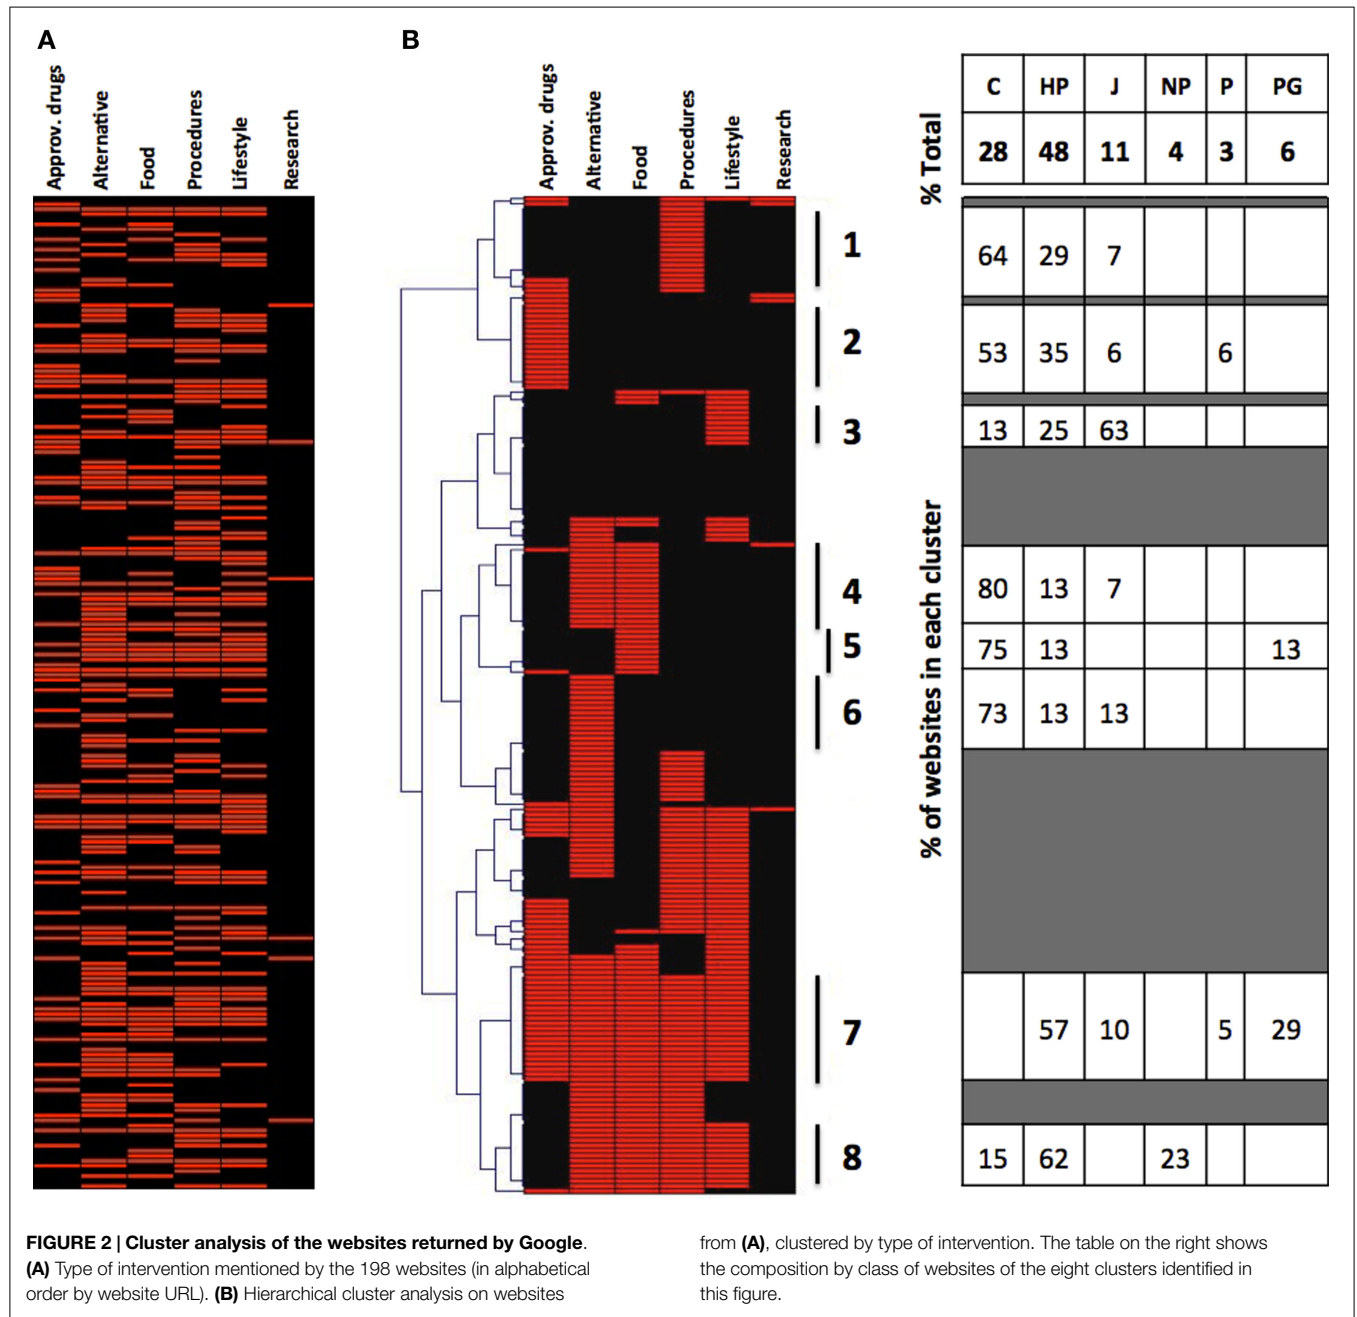 A
B
Approv. drugs
Alternative
Food
Procedures
Lifestyle
Research
Approv. drugs
Alternative
Food
Procedures
Lifestyle
Research
1
2
3
4
5
6
7
8
% Total
% of websites in each cluster
C HP J NP P PG
28 48 11 4 3 6
64 29 7
53 35 6 6
13 25 63
80 13 7
75 13 13
73 13 13
57 10 5 29
15 62 23
FIGURE 2 | Cluster analysis of the websites returned by Google.
(A) Type of intervention mentioned by the 198 websites (in alphabetical
order by website URL). (B) Hierarchical cluster analysis on websites
from (A), clustered by type of intervention. The table on the right shows
the composition by class of websites of the eight clusters identified in
this figure.